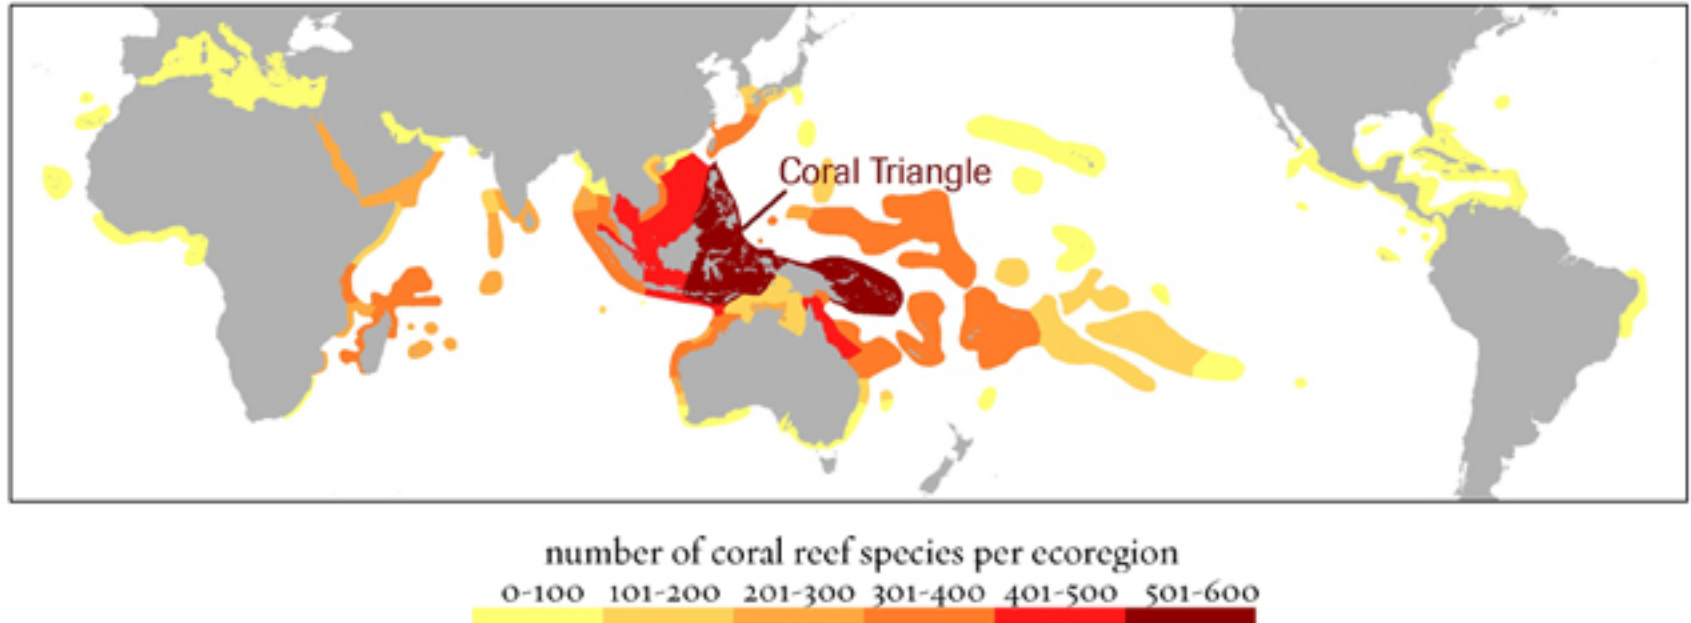 Coral Triangle
number of coral reef species per ecoregion
0-100 101-200 201-300 301-400 401-500 501-600